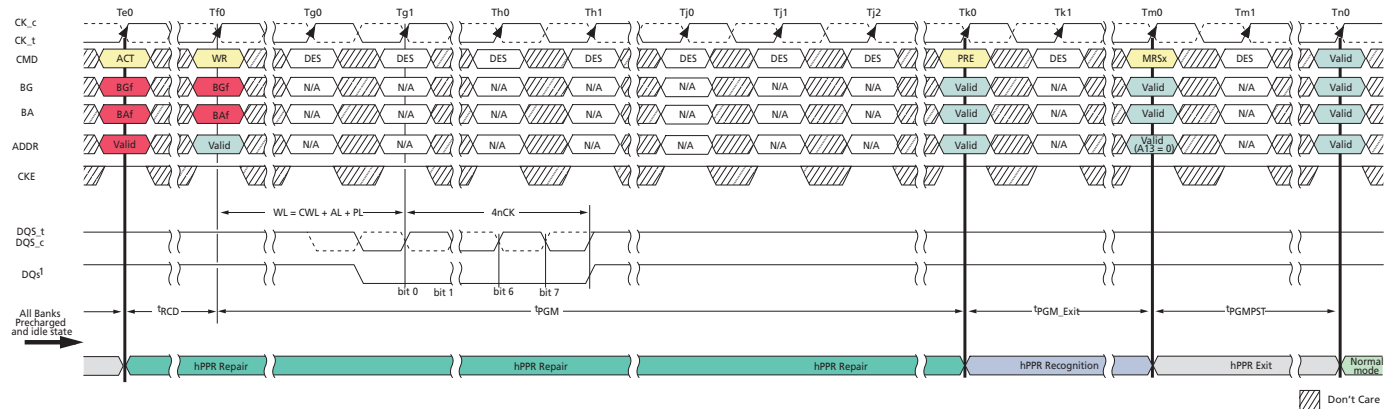 Te0 Tf0 Tg0 Tg1 Th0 Th1 Tj0 Tj1 Tj2 Tk0 Tk1 Tm0 Tm1 Tn0
CK_c
CK_t
CMD ACT WR DES DES DES DES DES DES DES PRE DES MRSx DES Valid
BG BGf BGf N/A N/A N/A N/A N/A N/A N/A Valid N/A Valid N/A Valid
BA BAf BAf N/A N/A N/A N/A N/A N/A N/A Valid N/A Valid N/A Valid
ADDR Valid Valid N/A N/A N/A N/A N/A N/A N/A Valid N/A Valid (A13 = 0) N/A Valid
CKE
WL = CWL + AL + PL 4nCK
DQS_t
DQS_c
DQs1
bit 0 bit 1 bit 6 bit 7
All Banks
Precharged
and idle state
tRCD tPGM tPGM_Exit tPGMPST
hPPR Repair hPPR Repair hPPR Repair hPPR Recognition hPPR Exit Normal
mode
Don't Care